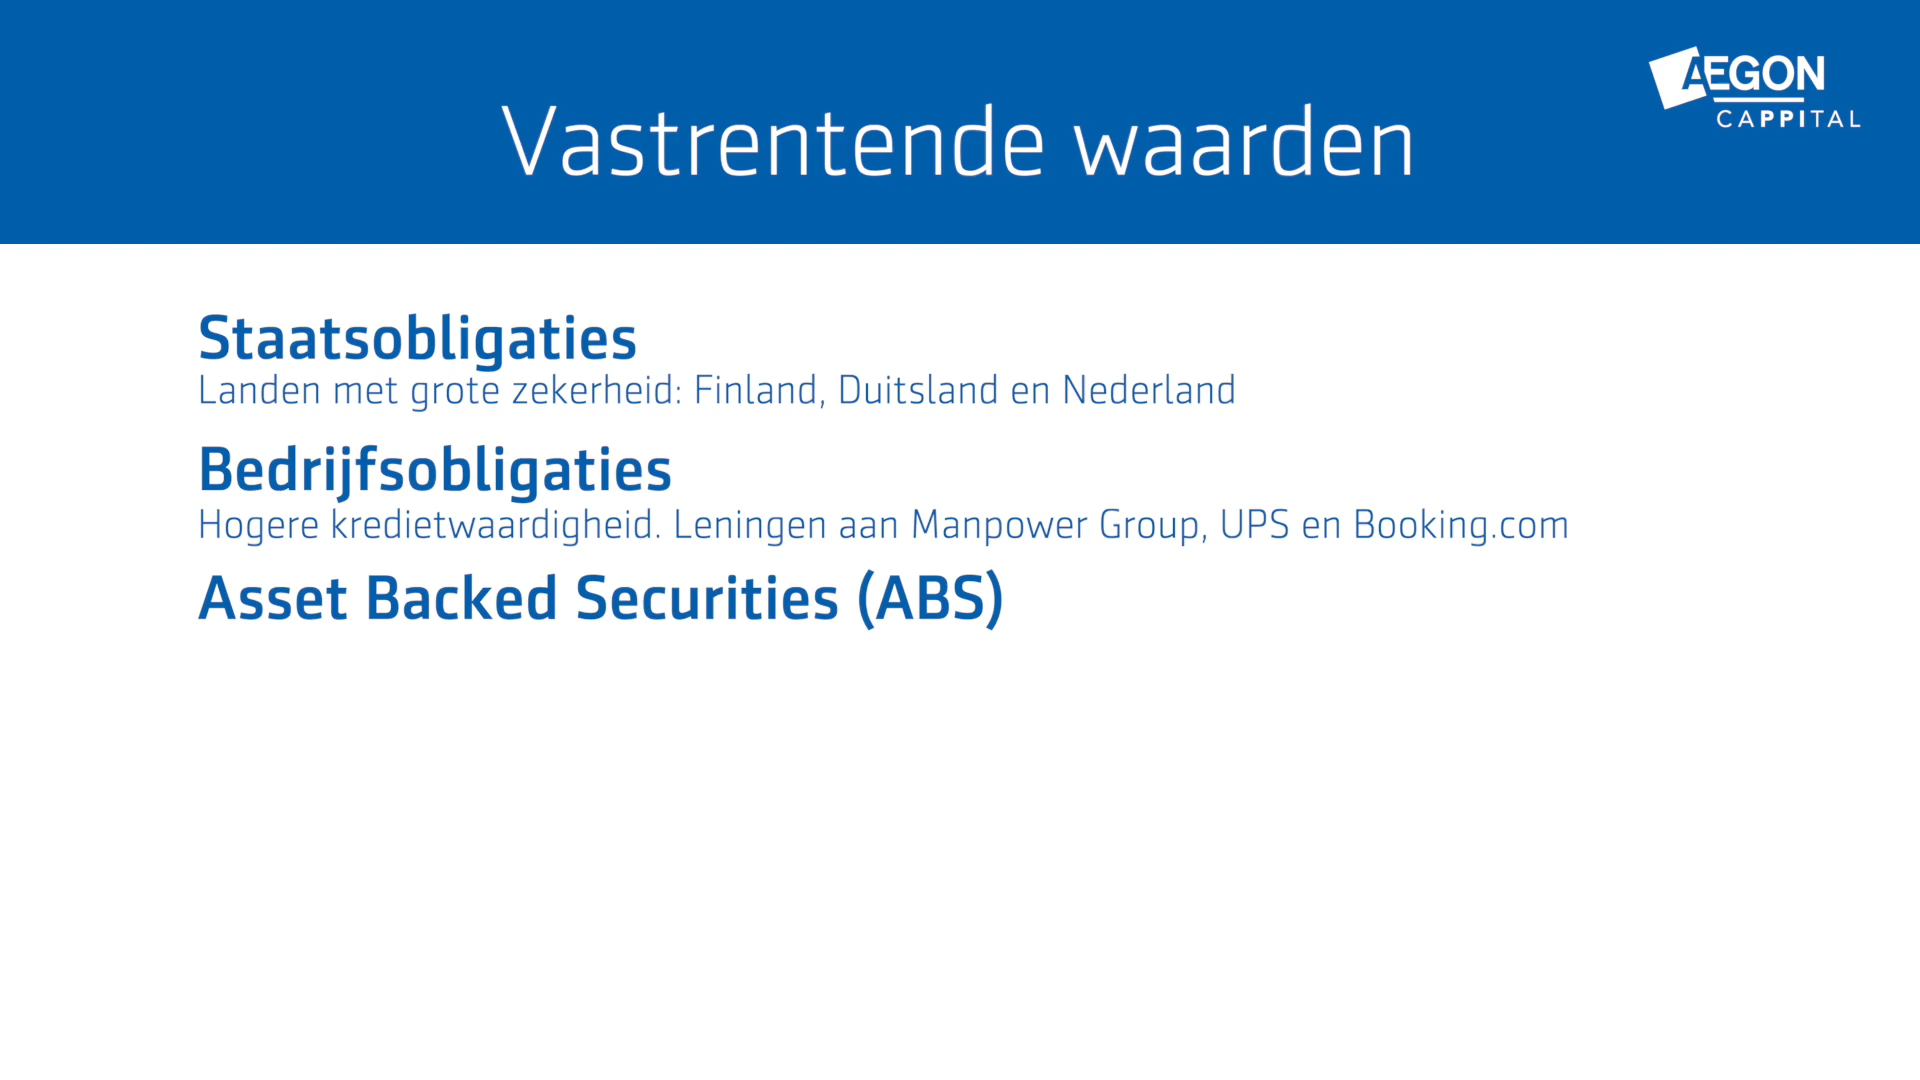 Vastrentende waarden
AEGON
CAPPITAL
Staatsobligaties
Landen met grote zekerheid: Finland, Duitsland en Nederland
Bedrijfsobligaties
Hogere kredietwaardigheid. Leningen aan Manpower Group, UPS en Booking.com
Asset Backed Securities (ABS)